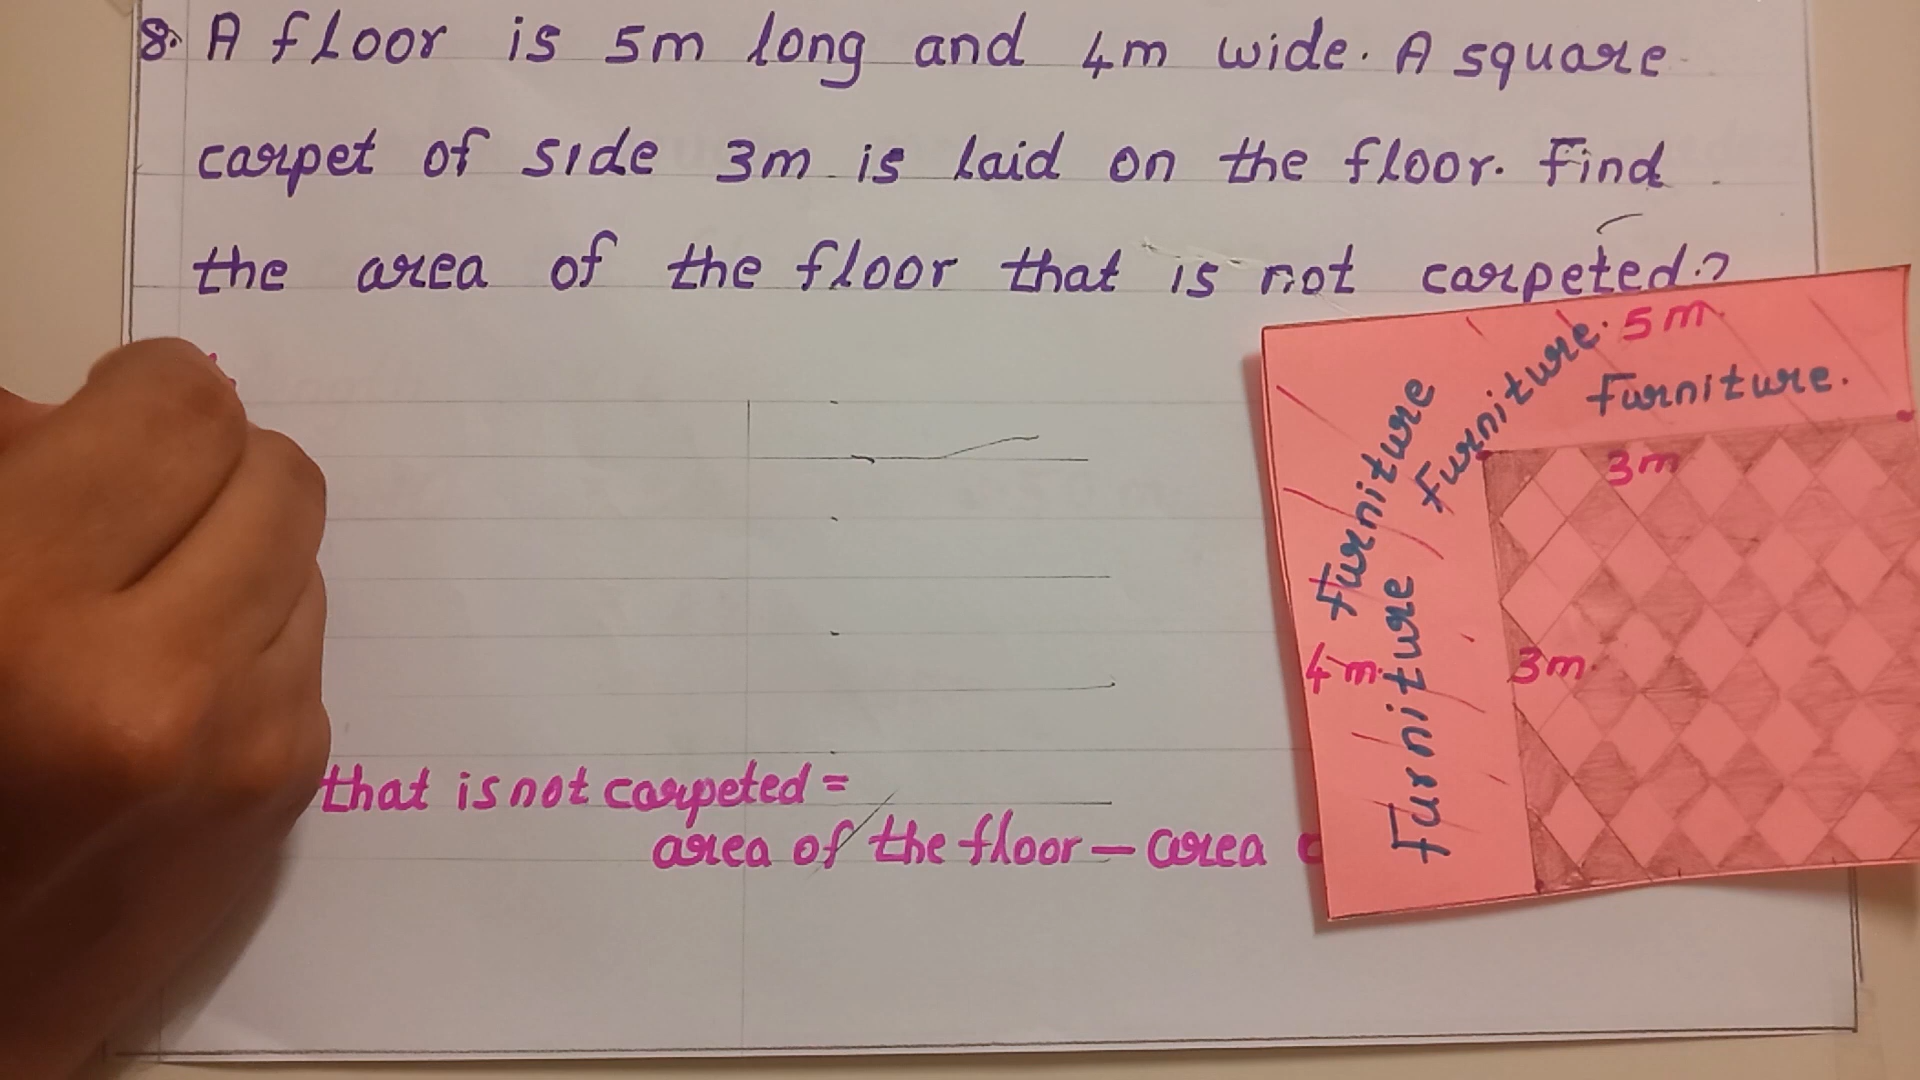 8. A floor is 5m long and 4m wide. A square
carpet of side 3m is laid on the floor. Find
the area of the floor that is not carpeted?
5m.
Furniture.
Furniture.
Furniture
Furniture
3m
4m.
3m.
that is not carpeted =
area of the floor - area